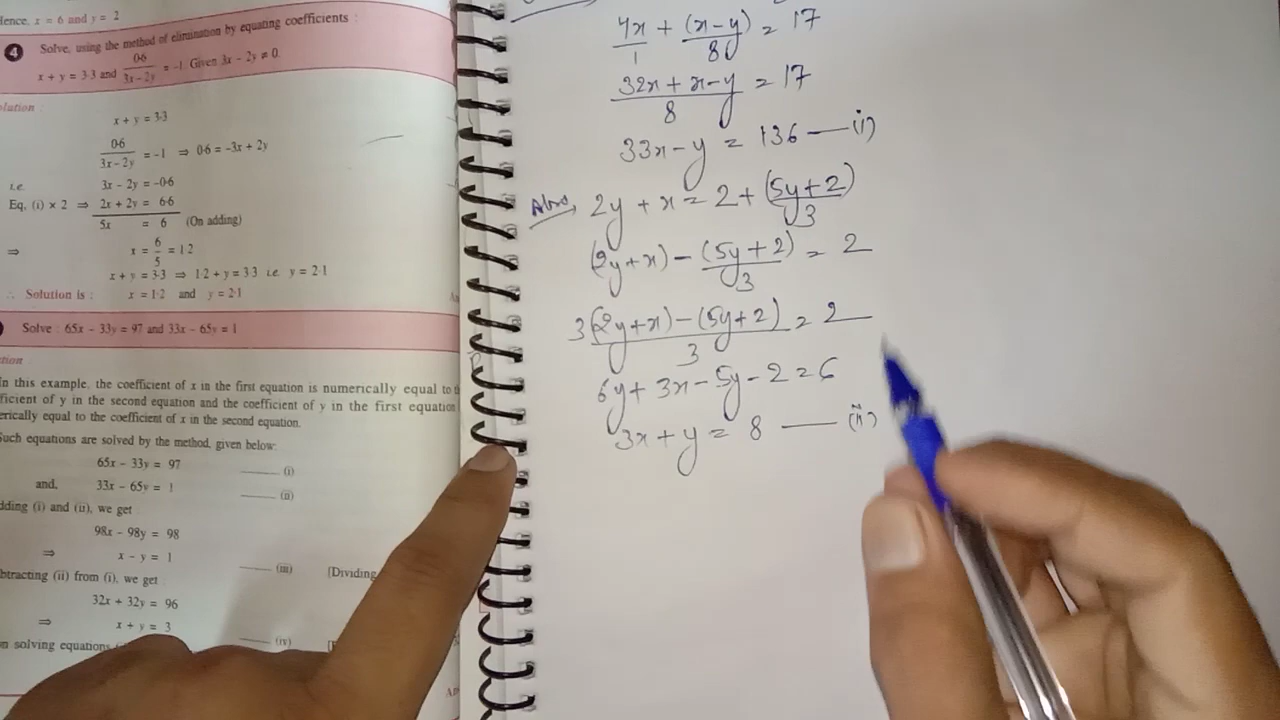 Hence, x = 6 and y = 2
4 Solve, using the method of elimination by equating coefficients :
x + y = 3·3 and 0·6/(3x – 2y) = –1. Given 3x – 2y ≠ 0.
Solution :
x + y = 3·3
0·6/(3x – 2y) = –1 ⇒ 0·6 = –3x + 2y
i.e. 3x – 2y = –0·6
Eq. (i) × 2 ⇒ 2x + 2y = 6·6
5x = 6 (On adding)
⇒ x = 6/5 = 1·2
x + y = 3·3 ⇒ 1·2 + y = 3·3 i.e. y = 2·1
∴ Solution is : x = 1·2 and y = 2·1
Solve : 65x – 33y = 97 and 33x – 65y = 1
In this example, the coefficient of x in the first equation is numerically equal to
ficient of y in the second equation and the coefficient of y in the first equation
erically equal to the coefficient of x in the second equation.
Such equations are solved by the method, given below:
65x – 33y = 97 (i)
and, 33x – 65y = 1 (ii)
dding (i) and (ii), we get
98x – 98y = 98
⇒ x – y = 1 (iii) [Dividing
btracting (ii) from (i), we get
32x + 32y = 96
⇒ x + y = 3 (iv)
n solving equations
4x/1 + (x-y)/8 = 17
(32x + x-y)/8 = 17
33x - y = 136 — (i)
Also, 2y + x = 2 + (5y+2)/3
(2y+x) - (5y+2)/3 = 2
(3(2y+x) - (5y+2))/3 = 2
6y + 3x - 5y - 2 = 6
3x + y = 8 — (ii)